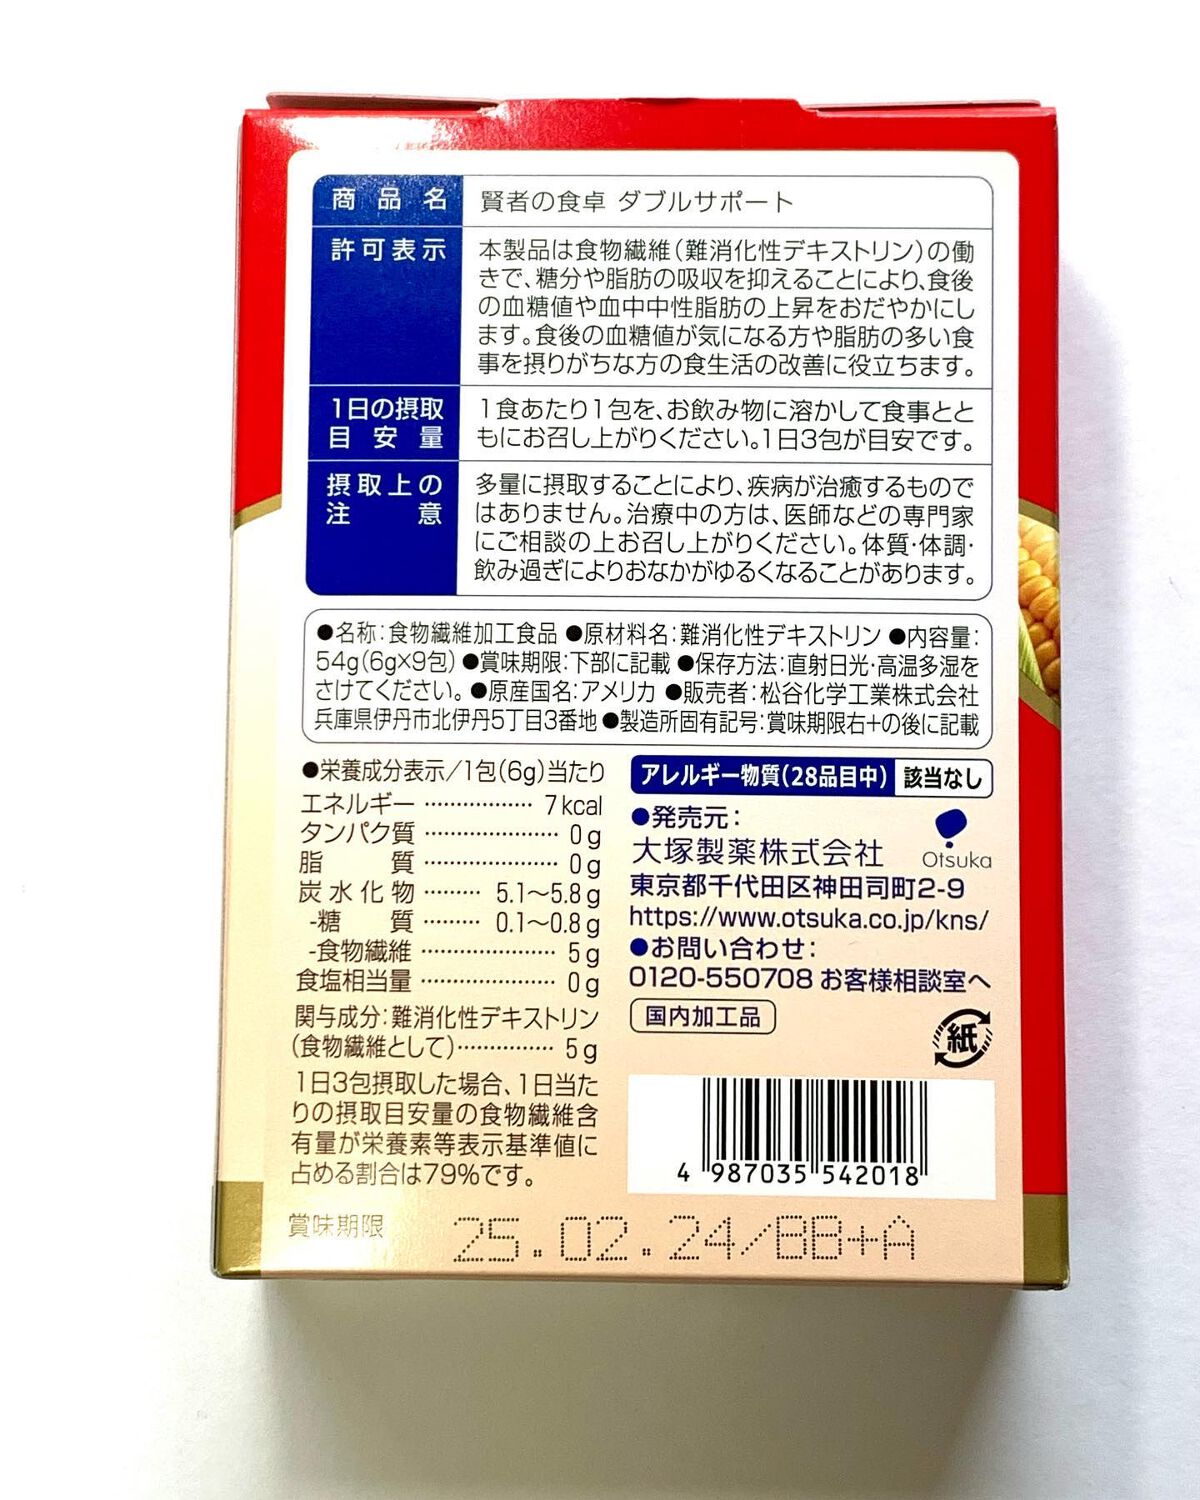 商品名 賢者の食卓 ダブルサポート
許可表示 本製品は食物繊維(難消化性デキストリン)の働
きで、糖分や脂肪の吸収を抑えることにより、食後
の血糖値や血中中性脂肪の上昇をおだやかにし
ます。食後の血糖値が気になる方や脂肪の多い食
事を摂りがちな方の食生活の改善に役立ちます。
1日の摂取
目安量
1食あたり1包を、お飲み物に溶かして食事とと
もにお召し上がりください。1日3包が目安です。
摂取上の
注意
多量に摂取することにより、疾病が治癒するもので
はありません。治療中の方は、医師などの専門家
にご相談の上お召し上がりください。体質・体調・
飲み過ぎによりおなかがゆるくなることがあります。
●名称:食物繊維加工食品 ●原材料名:難消化性デキストリン ●内容量:
54g(6g×9包) ●賞味期限:下部に記載 ●保存方法:直射日光・高温多湿を
さけてください。●原産国名:アメリカ ●販売者:松谷化学工業株式会社
兵庫県伊丹市北伊丹5丁目3番地 ●製造所固有記号:賞味期限右+の後に記載
●栄養成分表示/1包(6g)当たり
エネルギー ……………… 7kcal
タンパク質 ………………… 0g
脂質 ………………… 0g
炭水化物 ……… 5.1〜5.8g
-糖質 ……… 0.1〜0.8g
-食物繊維 ………………… 5g
食塩相当量 ………………… 0g
関与成分:難消化性デキストリン
(食物繊維として) …………… 5g
1日3包摂取した場合、1日当た
りの摂取目安量の食物繊維含
有量が栄養素等表示基準値に
占める割合は79%です。
アレルギー物質(28品目中) 該当なし
●発売元:
大塚製薬株式会社
Otsuka
東京都千代田区神田司町2-9
https://www.otsuka.co.jp/kns/
●お問い合わせ:
0120-550708 お客様相談室へ
国内加工品
紙
4 987035 542018
賞味期限 25.02.24/BB+A